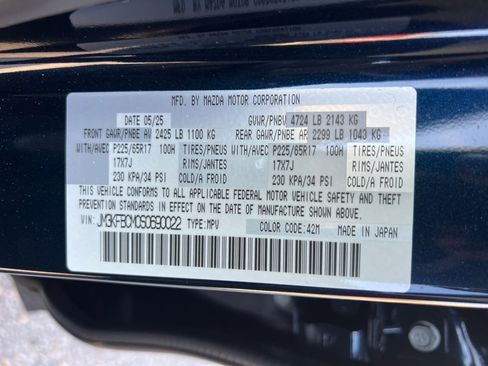 MFD. BY MAZDA MOTOR CORPORATION
DATE 05/25 GVWR/PNBV 4724 LB 2143 KG
FRONT GAWR/PNBE AV 2425 LB 1100 KG REAR GAWR/PNBE AR 2299 LB 1043 KG
WITH/AVEC P225/65R17 100H TIRES/PNEUS WITH/AVEC P225/65R17 100H TIRES/PNEUS
17X7J RIMS/JANTES 17X7J RIMS/JANTES
230 KPA/34 PSI COLD/A FROID 230 KPA/34 PSI COLD/A FROID
THIS VEHICLE CONFORMS TO ALL APPLICABLE FEDERAL MOTOR VEHICLE SAFETY AND THEFT
PREVENTION STANDARDS IN EFFECT ON THE DATE OF MANUFACTURE SHOWN ABOVE.
VIN: JM3KFBCM0S0690022 TYPE:MPV COLOR CODE:42M MADE IN JAPAN